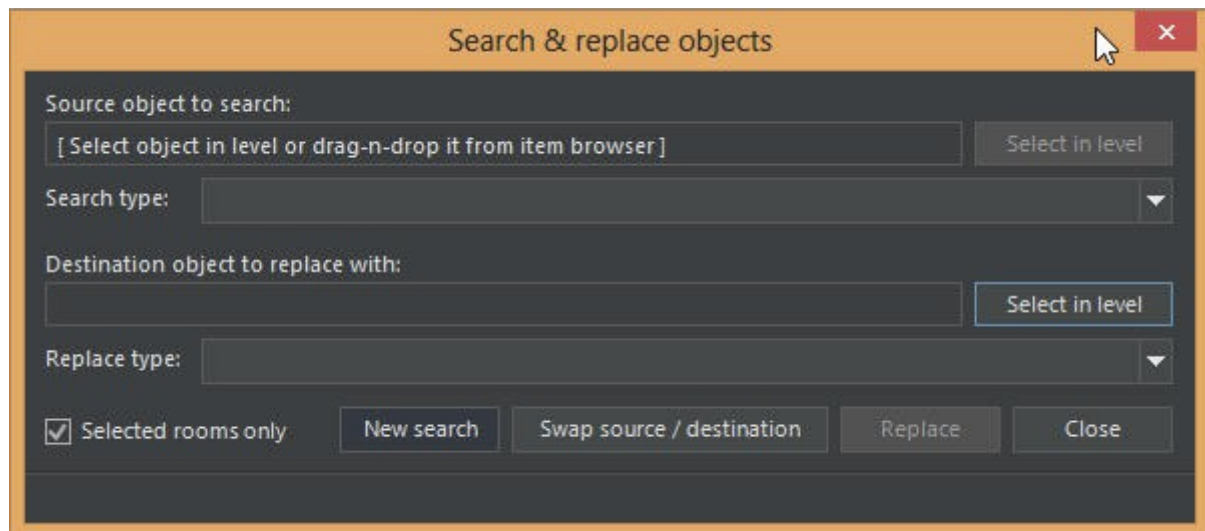 Search & replace objects
Source object to search:
[ Select object in level or drag-n-drop it from item browser ] Select in level
Search type:
Destination object to replace with:
Select in level
Replace type:
Selected rooms only New search Swap source / destination Replace Close